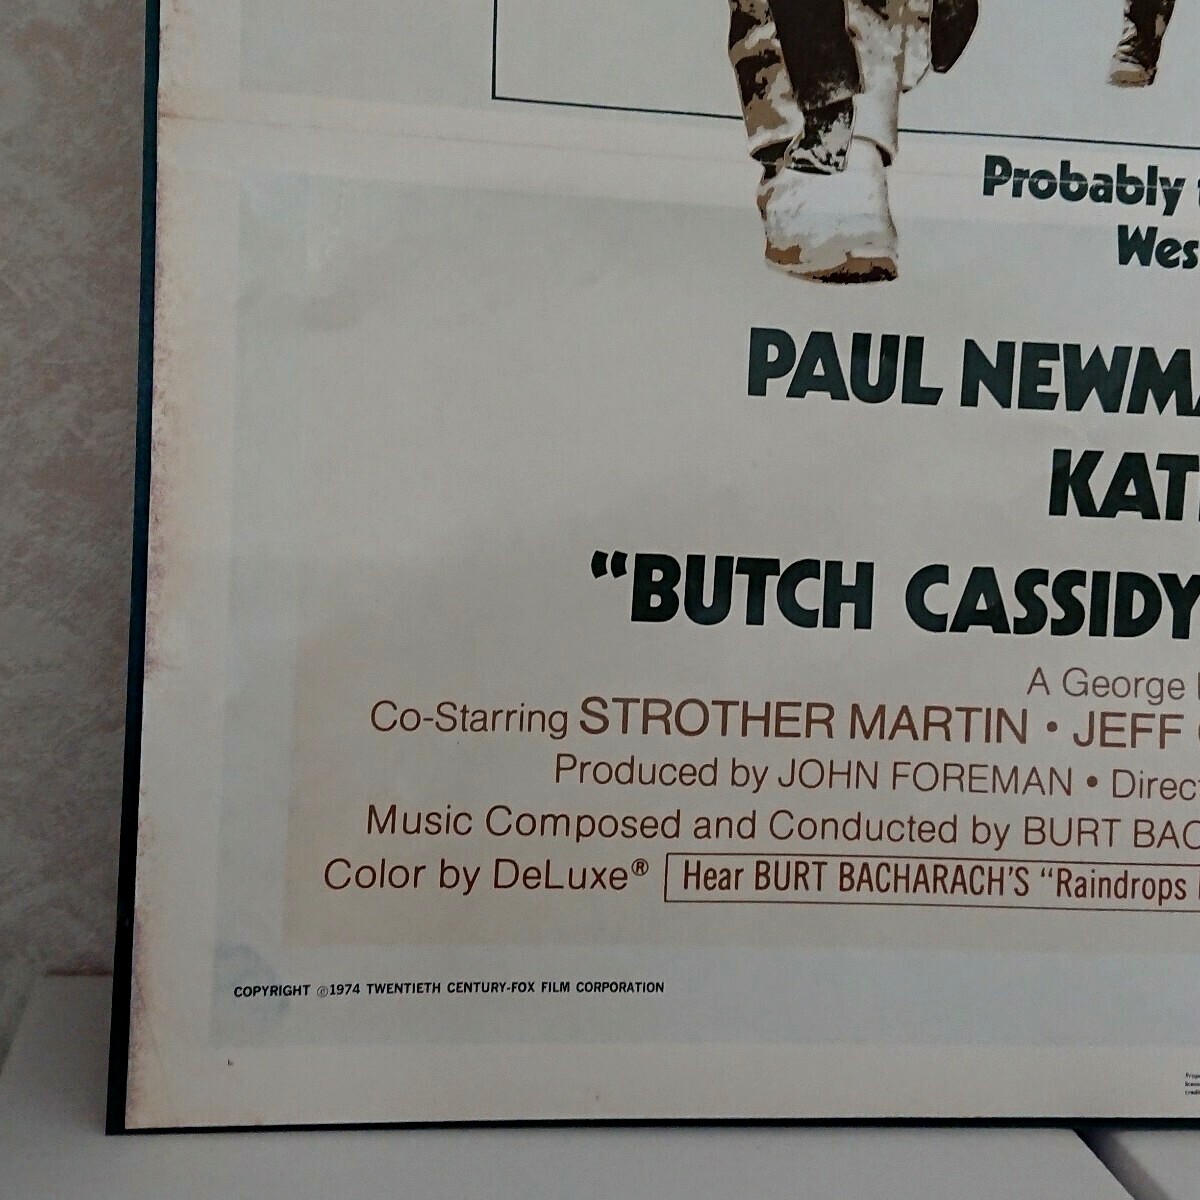 Probably
Wes
PAUL NEWMA
KAT
"BUTCH CASSIDY
A George
Co-Starring STROTHER MARTIN • JEFF
Produced by JOHN FOREMAN • Direct
Music Composed and Conducted by BURT BAC
Color by DeLuxe® Hear BURT BACHARACH'S "Raindrops
COPYRIGHT ©1974 TWENTIETH CENTURY-FOX FILM CORPORATION